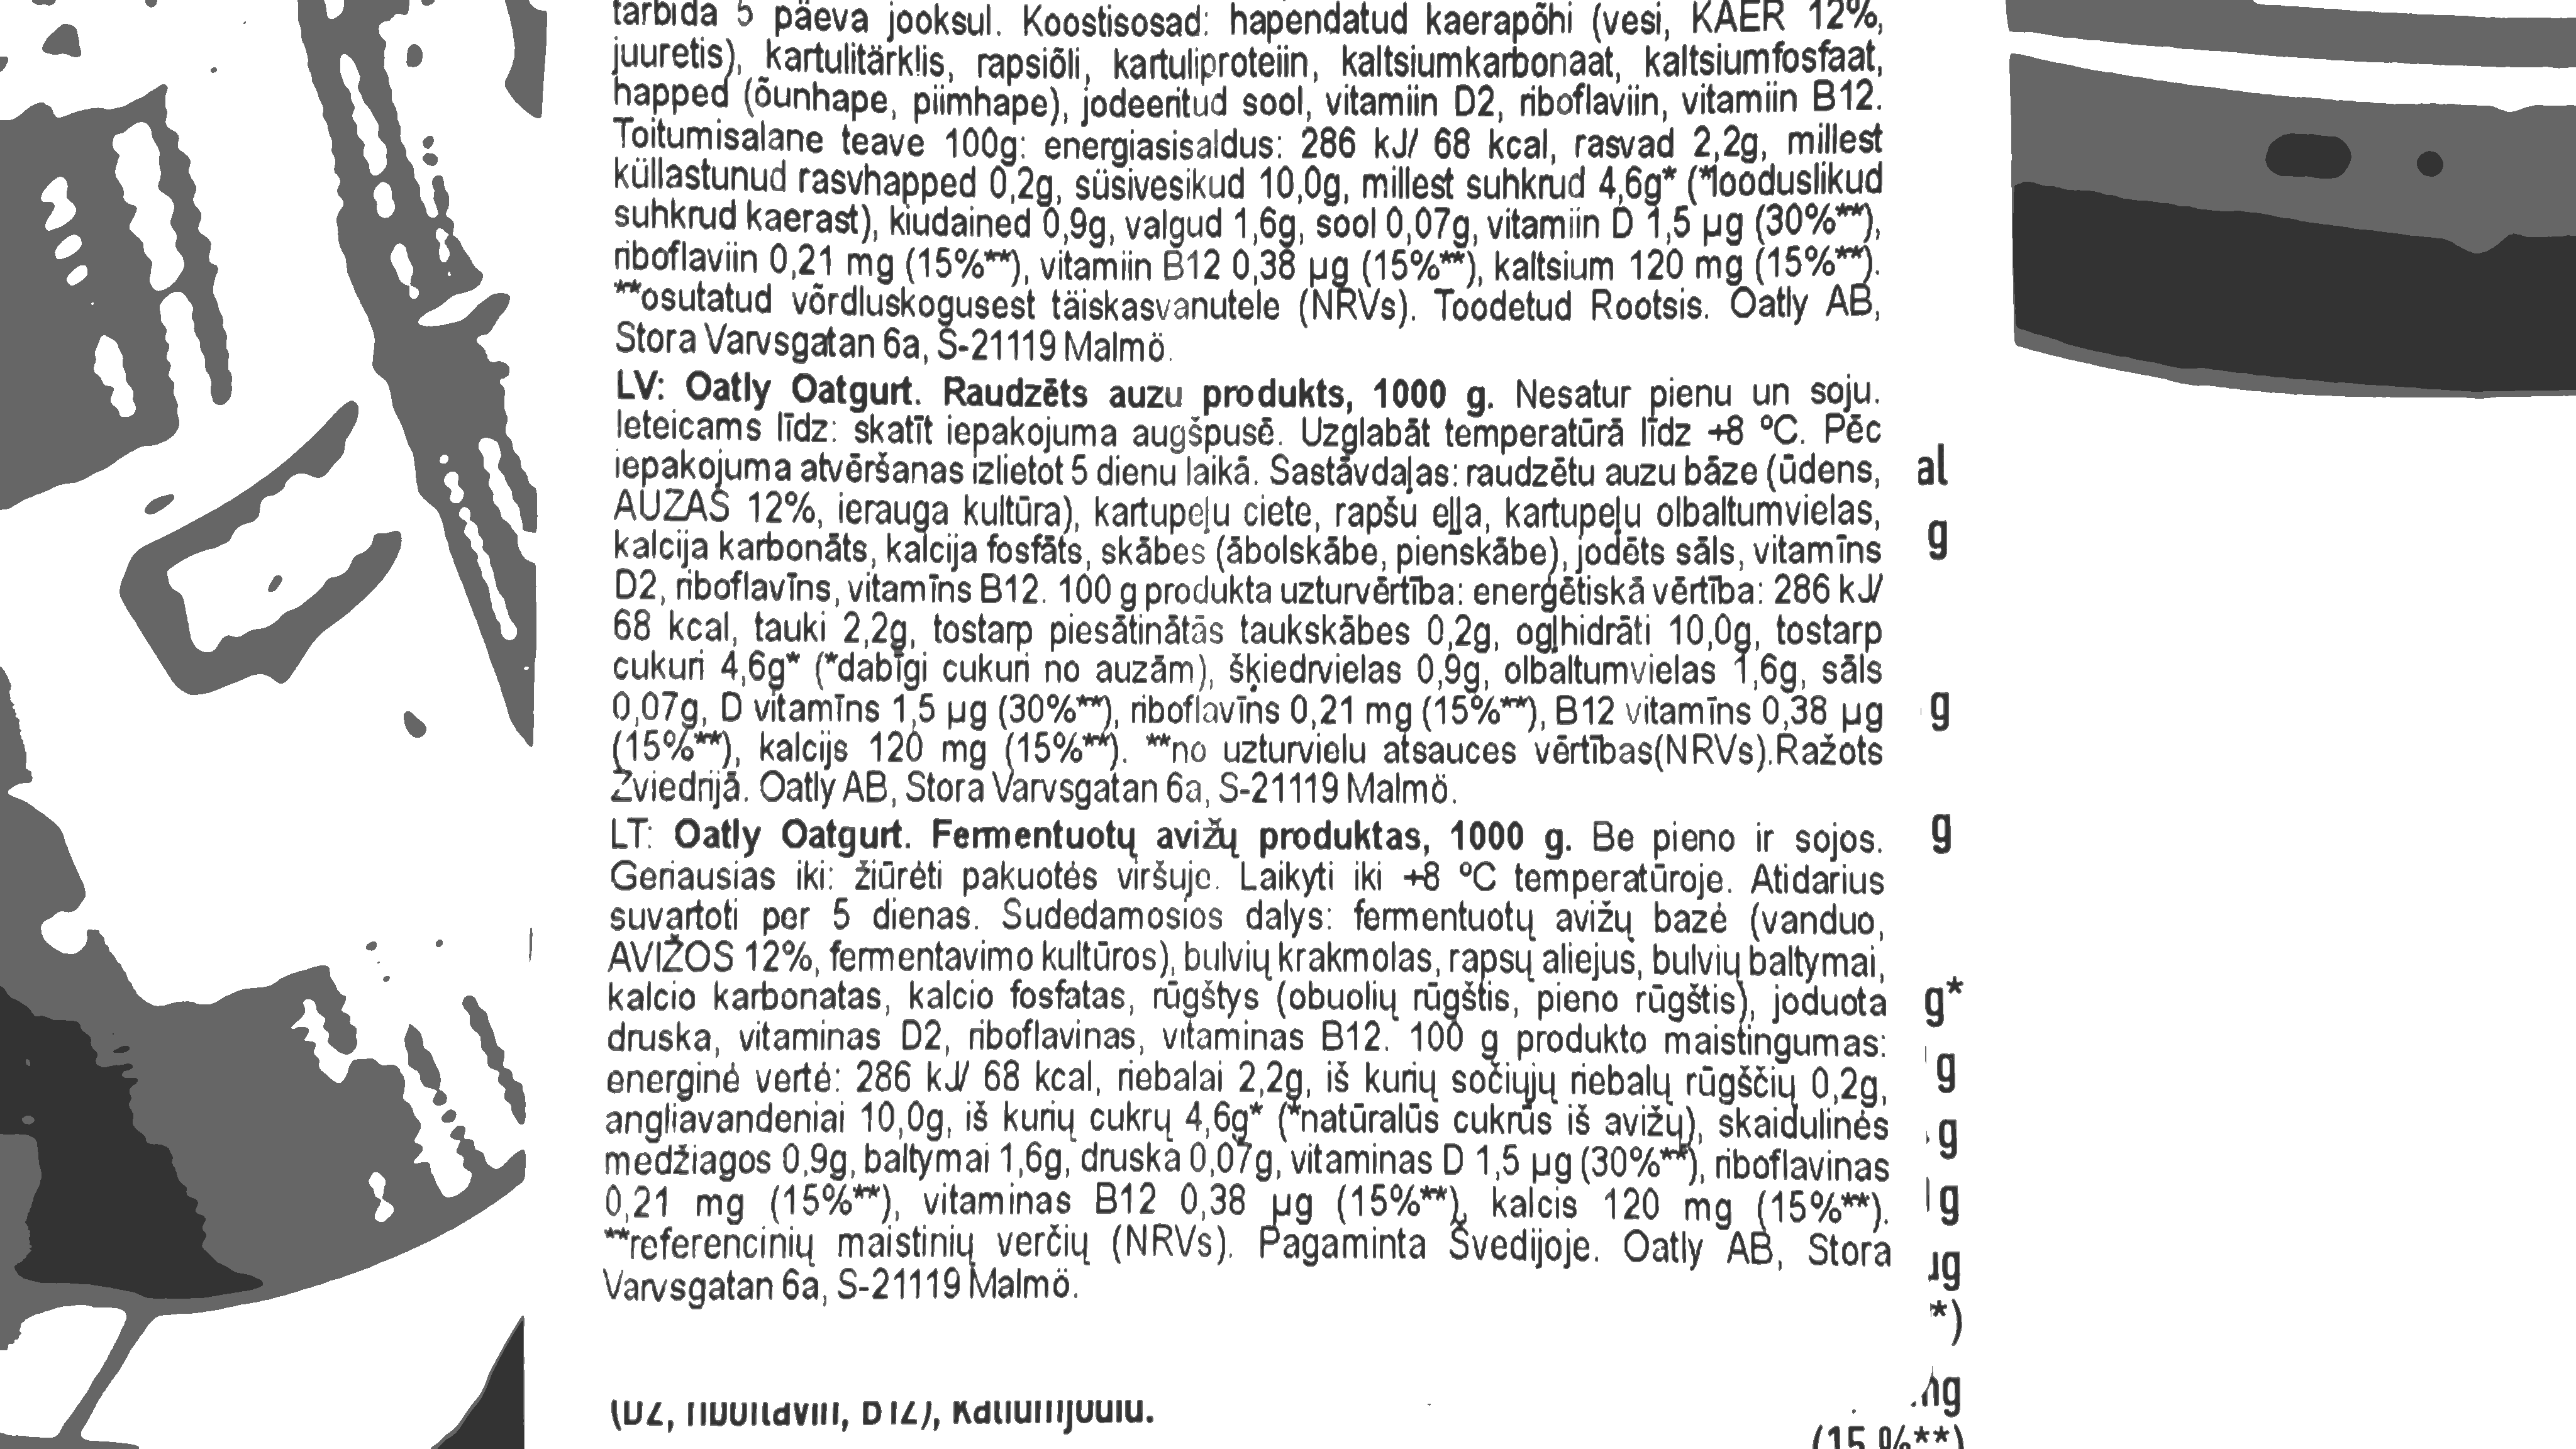 tarbida 5 päeva jooksul. Koostisosad: hapendatud kaerapõhi (vesi, KAER 12%,
juuretis), kartulitärklis, rapsiõli, kartuliproteiin, kaltsiumkarbonaat, kaltsiumfosfaat,
happed (õunhape, piimhape), jodeeritud sool, vitamiin D2, riboflaviin, vitamiin B12.
Toitumisalane teave 100g: energiasisaldus: 286 kJ/ 68 kcal, rasvad 2,2g, millest
küllastunud rasvhapped 0,2g, süsivesikud 10,0g, millest suhkrud 4,6g* (*looduslikud
suhkrud kaerast), kiudained 0,9g, valgud 1,6g, sool 0,07g, vitamiin D 1,5 µg (30%**),
riboflaviin 0,21 mg (15%**), vitamiin B12 0,38 µg (15%**), kaltsium 120 mg (15%**).
**osutatud võrdluskogusest täiskasvanutele (NRVs). Toodetud Rootsis. Oatly AB,
Stora Varvsgatan 6a, S-21119 Malmö.
LV: Oatly Oatgurt. Raudzēts auzu produkts, 1000 g. Nesatur pienu un soju.
Ieteicams līdz: skatīt iepakojuma augšpusē. Uzglabāt temperatūrā līdz +8 ºC. Pēc
iepakojuma atvēršanas izlietot 5 dienu laikā. Sastāvdaļas: raudzētu auzu bāze (ūdens,
AUZAS 12%, ierauga kultūra), kartupeļu ciete, rapšu eļļa, kartupeļu olbaltumvielas,
kalcija karbonāts, kalcija fosfāts, skābes (ābolskābe, pienskābe), jodēts sāls, vitamīns
D2, riboflavīns, vitamīns B12. 100 g produkta uzturvērtība: enerģētiskā vērtība: 286 kJ/
68 kcal, tauki 2,2g, tostarp piesātinātās taukskābes 0,2g, ogļhidrāti 10,0g, tostarp
cukuri 4,6g* (*dabīgi cukuri no auzām), šķiedrvielas 0,9g, olbaltumvielas 1,6g, sāls
0,07g, D vitamīns 1,5 µg (30%**), riboflavīns 0,21 mg (15%**), B12 vitamīns 0,38 µg
(15%**), kalcijs 120 mg (15%**). **no uzturvielu atsauces vērtības(NRVs).Ražots
Zviedrijā. Oatly AB, Stora Varvsgatan 6a, S-21119 Malmö.
LT: Oatly Oatgurt. Fermentuotų avižų produktas, 1000 g. Be pieno ir sojos.
Geriausias iki: žiūrėti pakuotės viršuje. Laikyti iki +8 ºC temperatūroje. Atidarius
suvartoti per 5 dienas. Sudedamosios dalys: fermentuotų avižų bazė (vanduo,
AVIŽOS 12%, fermentavimo kultūros), bulvių krakmolas, rapsų aliejus, bulvių baltymai,
kalcio karbonatas, kalcio fosfatas, rūgštys (obuolių rūgštis, pieno rūgštis), joduota
druska, vitaminas D2, riboflavinas, vitaminas B12. 100 g produkto maistingumas:
energinė vertė: 286 kJ/ 68 kcal, riebalai 2,2g, iš kurių sočiųjų riebalų rūgščių 0,2g,
angliavandeniai 10,0g, iš kurių cukrų 4,6g* (*natūralūs cukrūs iš avižų), skaidulinės
medžiagos 0,9g, baltymai 1,6g, druska 0,07g, vitaminas D 1,5 µg (30%**), riboflavinas
0,21 mg (15%**), vitaminas B12 0,38 µg (15%**), kalcis 120 mg (15%**).
**referencinių maistinių verčių (NRVs). Pagaminta Švedijoje. Oatly AB, Stora
Varvsgatan 6a, S-21119 Malmö.
al
g
g
g
g*
g
g
g
g
*)
g
(15 %**)